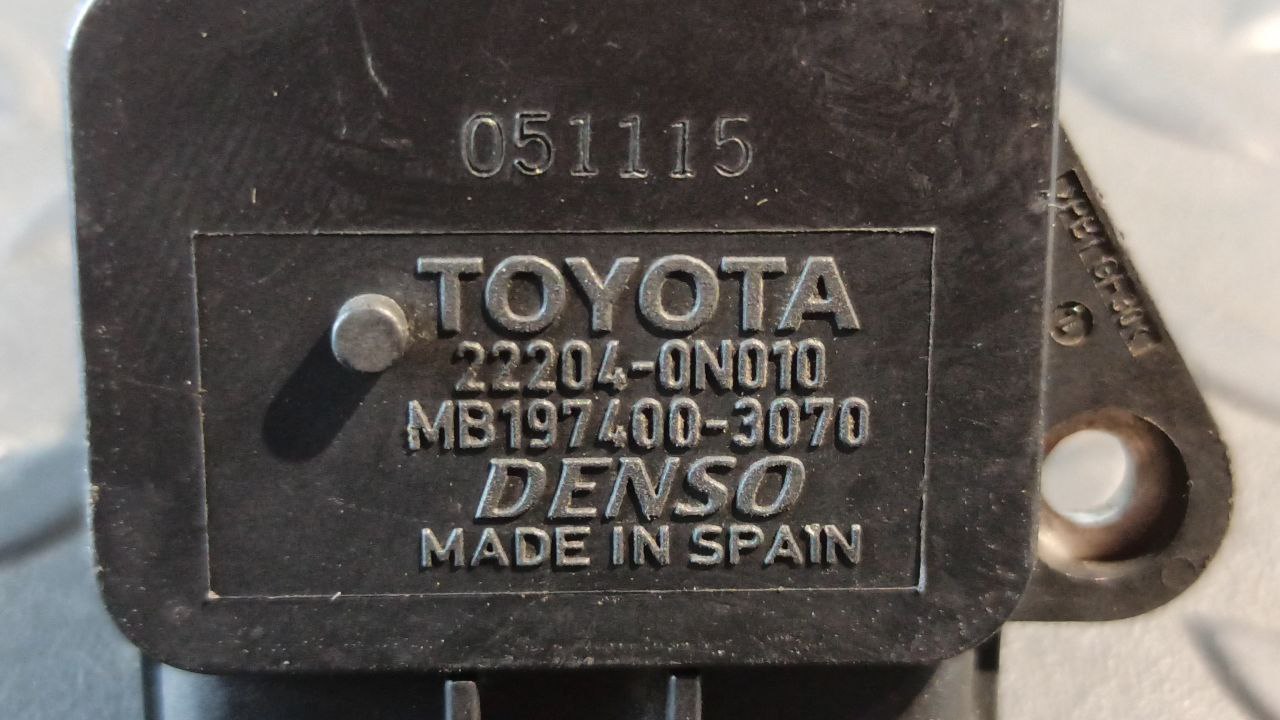 051115
TOYOTA
22204-0N010
MB197400-3070
DENSO
MADE IN SPAIN